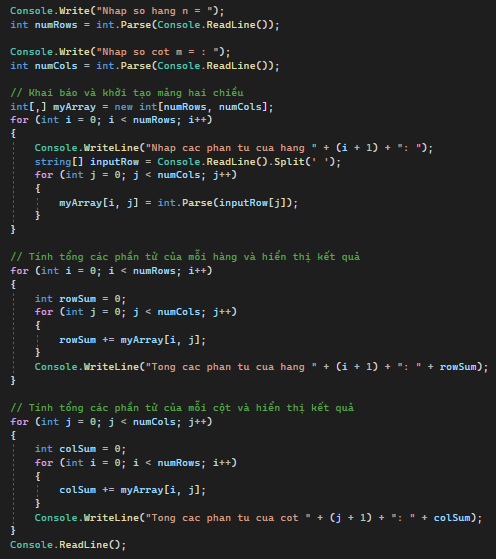 Console.Write("Nhap so hang n = ");
int numRows = int.Parse(Console.ReadLine());
Console.Write("Nhap so cot m = : ");
int numCols = int.Parse(Console.ReadLine());
// Khai báo và khởi tạo mảng hai chiều
int[,] myArray = new int[numRows, numCols];
for (int i = 0; i < numRows; i++)
{
Console.WriteLine("Nhap cac phan tu cua hang " + (i + 1) + ": ");
string[] inputRow = Console.ReadLine().Split(' ');
for (int j = 0; j < numCols; j++)
{
myArray[i, j] = int.Parse(inputRow[j]);
}
}
// Tính tổng các phần tử của mỗi hàng và hiển thị kết quả
for (int i = 0; i < numRows; i++)
{
int rowSum = 0;
for (int j = 0; j < numCols; j++)
{
rowSum += myArray[i, j];
}
Console.WriteLine("Tong cac phan tu cua hang " + (i + 1) + ": " + rowSum);
}
// Tính tổng các phần tử của mỗi cột và hiển thị kết quả
for (int j = 0; j < numCols; j++)
{
int colSum = 0;
for (int i = 0; i < numRows; i++)
{
colSum += myArray[i, j];
}
Console.WriteLine("Tong cac phan tu cua cot " + (j + 1) + ": " + colSum);
}
Console.ReadLine();